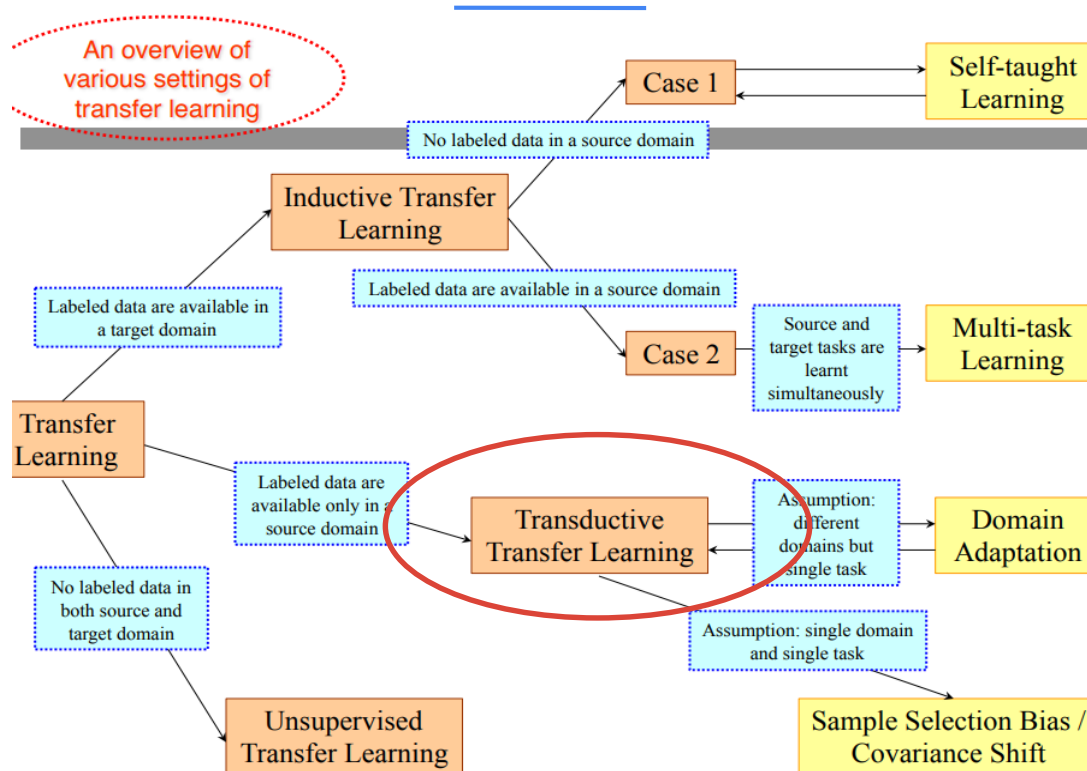 An overview of
various settings of
transfer learning
Case 1
Self-taught
Learning
No labeled data in a source domain
Inductive Transfer
Learning
Labeled data are available in
a target domain
Labeled data are available in a source domain
Case 2
Source and
target tasks are
learnt
simultaneously
Multi-task
Learning
Transfer
Learning
Labeled data are
available only in a
source domain
Transductive
Transfer Learning
Assumption:
different
domains but
single task
Domain
Adaptation
No labeled data in
both source and
target domain
Assumption: single domain
and single task
Unsupervised
Transfer Learning
Sample Selection Bias /
Covariance Shift